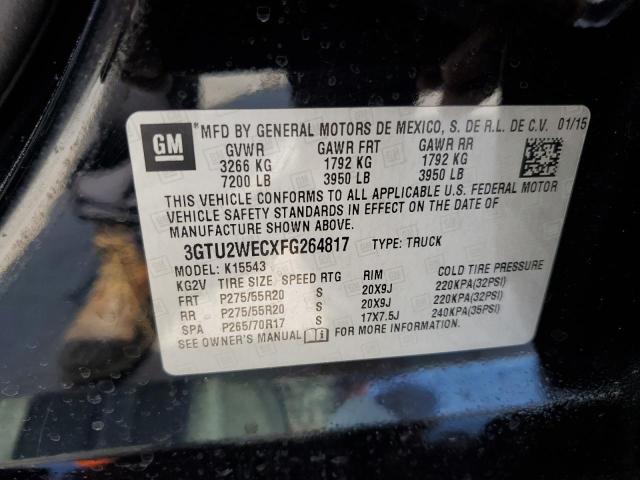 GM
MFD BY GENERAL MOTORS DE MEXICO, S. DE R.L. DE C.V. 01/15
GVWR GAWR FRT GAWR RR
3266 KG 1792 KG 1792 KG
7200 LB 3950 LB 3950 LB
THIS VEHICLE CONFORMS TO ALL APPLICABLE U.S. FEDERAL MOTOR
VEHICLE SAFETY STANDARDS IN EFFECT ON THE DATE OF
MANUFACTURE SHOWN ABOVE.
3GTU2WECXFG264817 TYPE: TRUCK
MODEL: K15543
KG2V TIRE SIZE SPEED RTG RIM COLD TIRE PRESSURE
FRT P275/55R20 S 20X9J 220KPA(32PSI)
RR P275/55R20 S 20X9J 220KPA(32PSI)
SPA P265/70R17 S 17X7.5J 240KPA(35PSI)
SEE OWNER'S MANUAL FOR MORE INFORMATION.